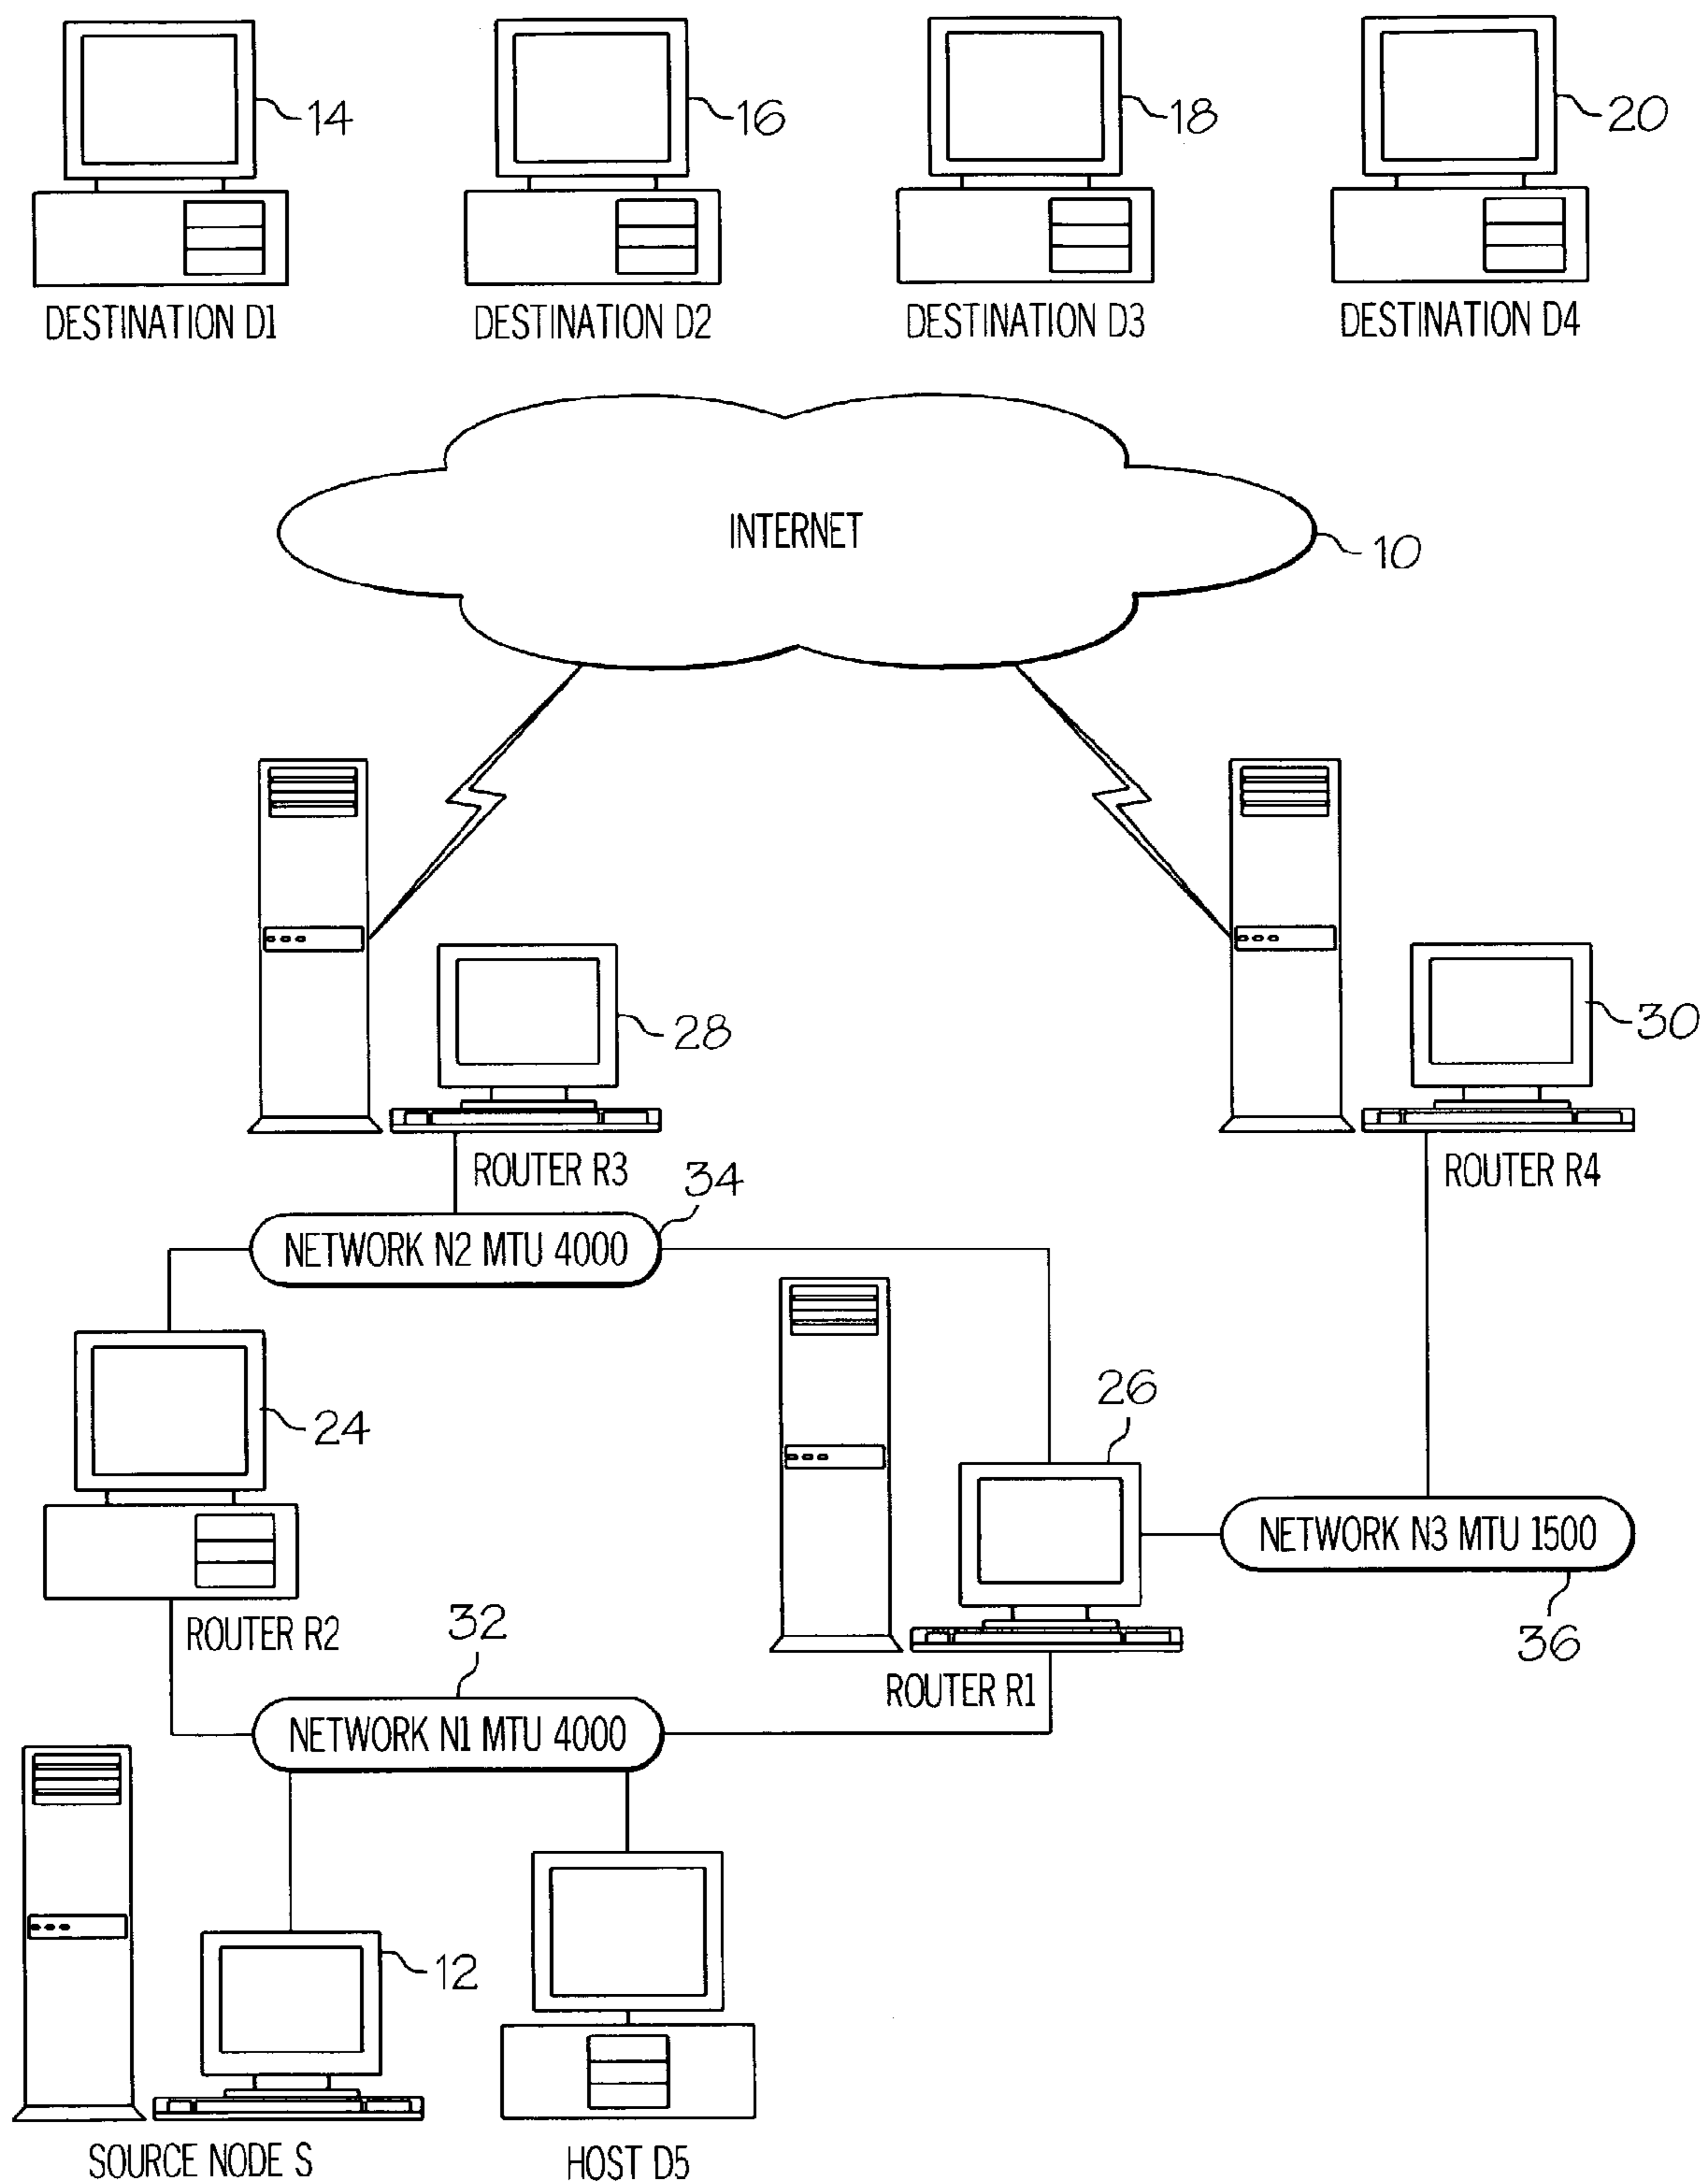 14
16
18
20
DESTINATION D1
DESTINATION D2
DESTINATION D3
DESTINATION D4
INTERNET
10
28
30
ROUTER R3
ROUTER R4
34
NETWORK N2 MTU 4000
26
24
NETWORK N3 MTU 1500
36
ROUTER R2
32
ROUTER R1
NETWORK N1 MTU 4000
12
SOURCE NODE S
HOST D5